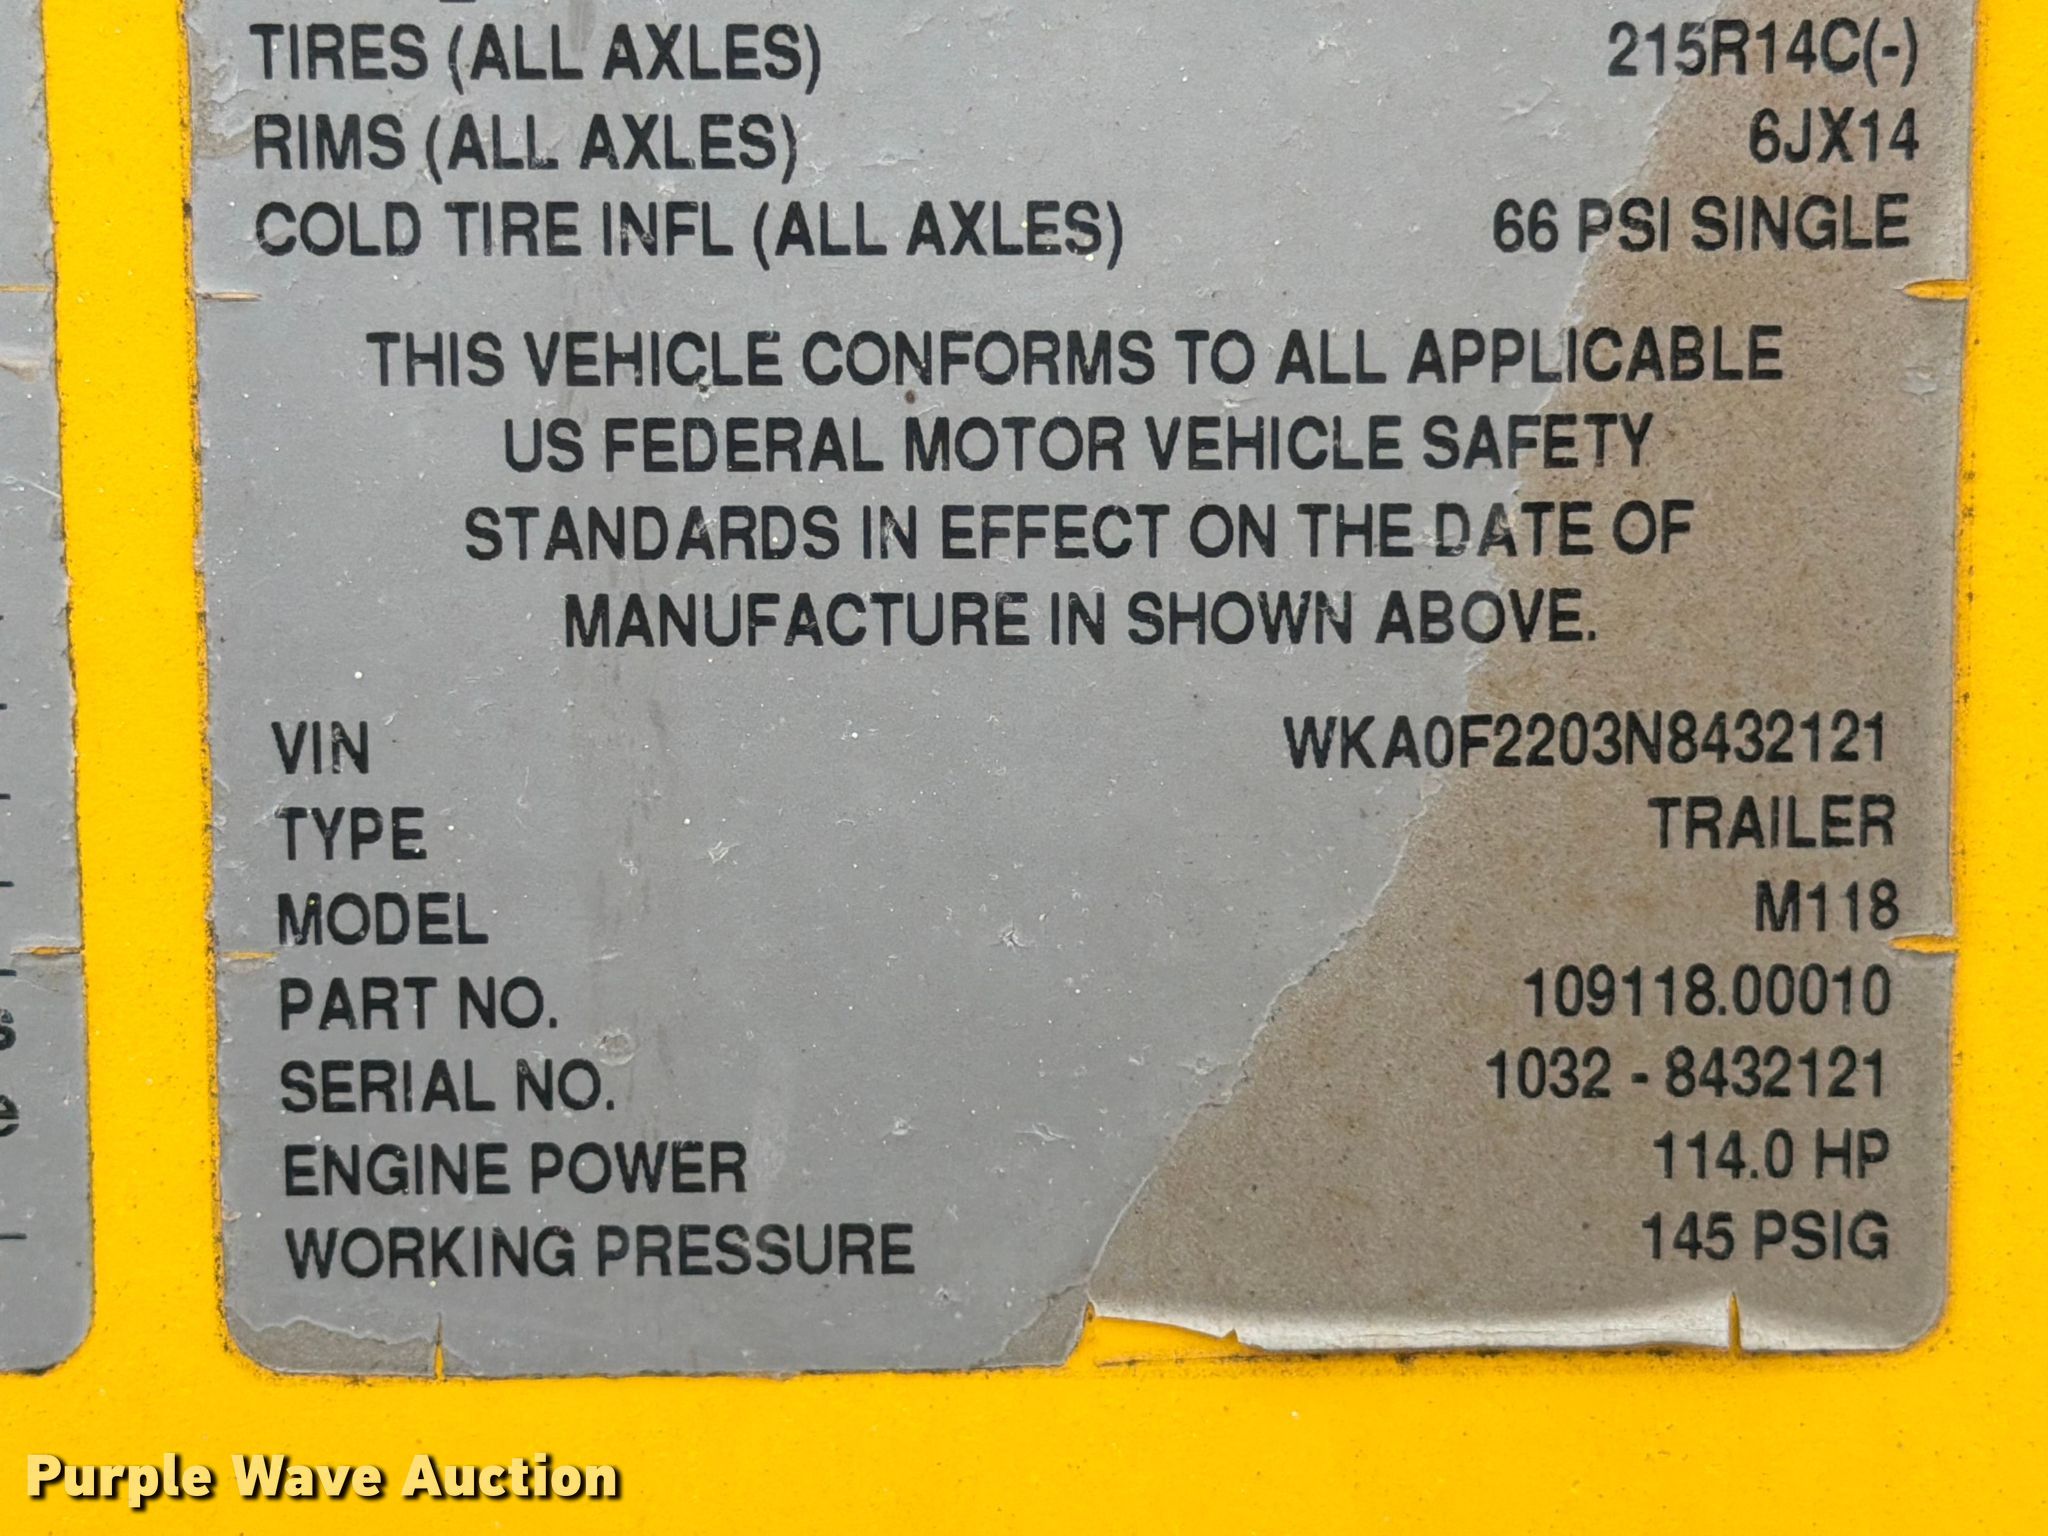 TIRES (ALL AXLES) 215R14C(-)
RIMS (ALL AXLES) 6JX14
COLD TIRE INFL (ALL AXLES) 66 PSI SINGLE
THIS VEHICLE CONFORMS TO ALL APPLICABLE
US FEDERAL MOTOR VEHICLE SAFETY
STANDARDS IN EFFECT ON THE DATE OF
MANUFACTURE IN SHOWN ABOVE.
VIN WKA0F2203N8432121
TYPE TRAILER
MODEL M118
PART NO. 109118.00010
SERIAL NO. 1032 - 8432121
ENGINE POWER 114.0 HP
WORKING PRESSURE 145 PSIG
Purple Wave Auction